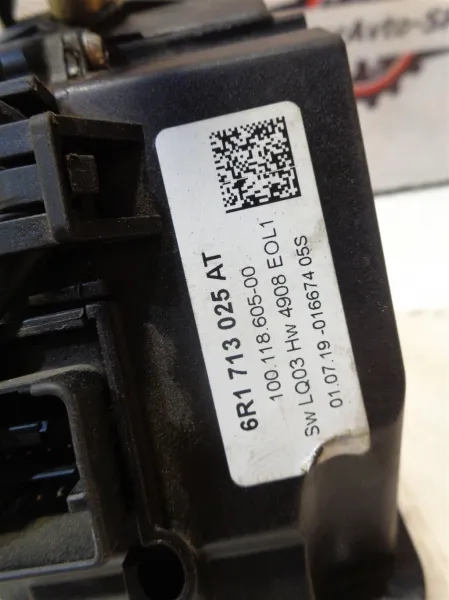 6R1 713 025 AT
100.118.605-00
SW LQ03 HW 4908 EOL1
01.07.19 -016674 05S